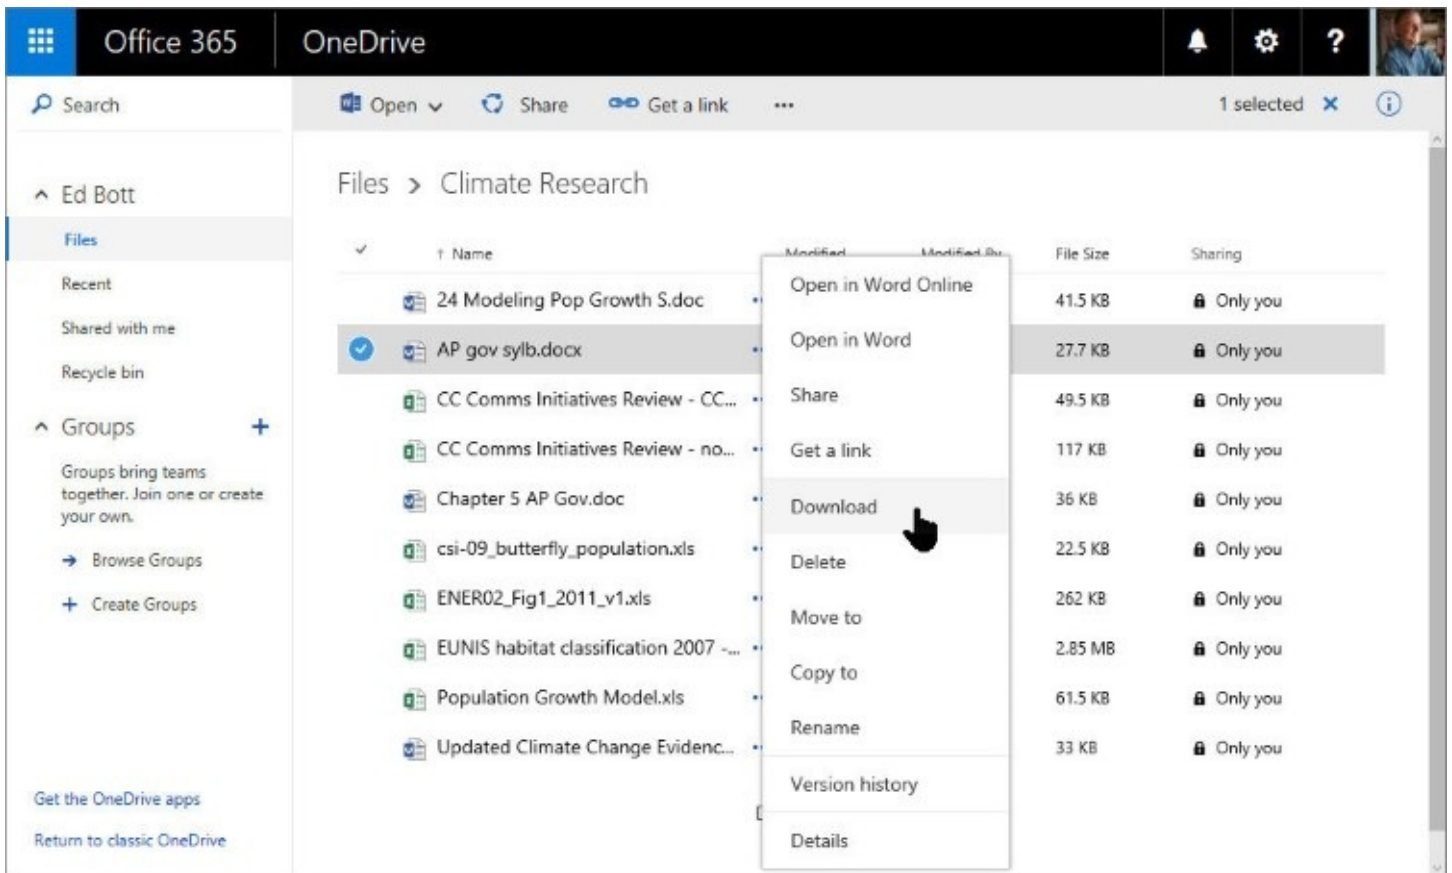 Office 365
OneDrive
?
Search
Open
Share
Get a link
...
1 selected
Files > Climate Research
Ed Bott
Files
Recent
Shared with me
Recycle bin
Groups
Groups bring teams
together. Join one or create
your own.
Browse Groups
Create Groups
Get the OneDrive apps
Return to classic OneDrive
Name Modified Modified By File Size Sharing
24 Modeling Pop Growth S.doc 41.5 KB Only you
AP gov sylb.docx 27.7 KB Only you
CC Comms Initiatives Review - CC... 49.5 KB Only you
CC Comms Initiatives Review - no... 117 KB Only you
Chapter 5 AP Gov.doc 36 KB Only you
csi-09_butterfly_population.xls 22.5 KB Only you
ENER02_Fig1_2011_v1.xls 262 KB Only you
EUNIS habitat classification 2007 -... 2.85 MB Only you
Population Growth Model.xls 61.5 KB Only you
Updated Climate Change Evidenc... 33 KB Only you
Open in Word Online
Open in Word
Share
Get a link
Download
Delete
Move to
Copy to
Rename
Version history
Details